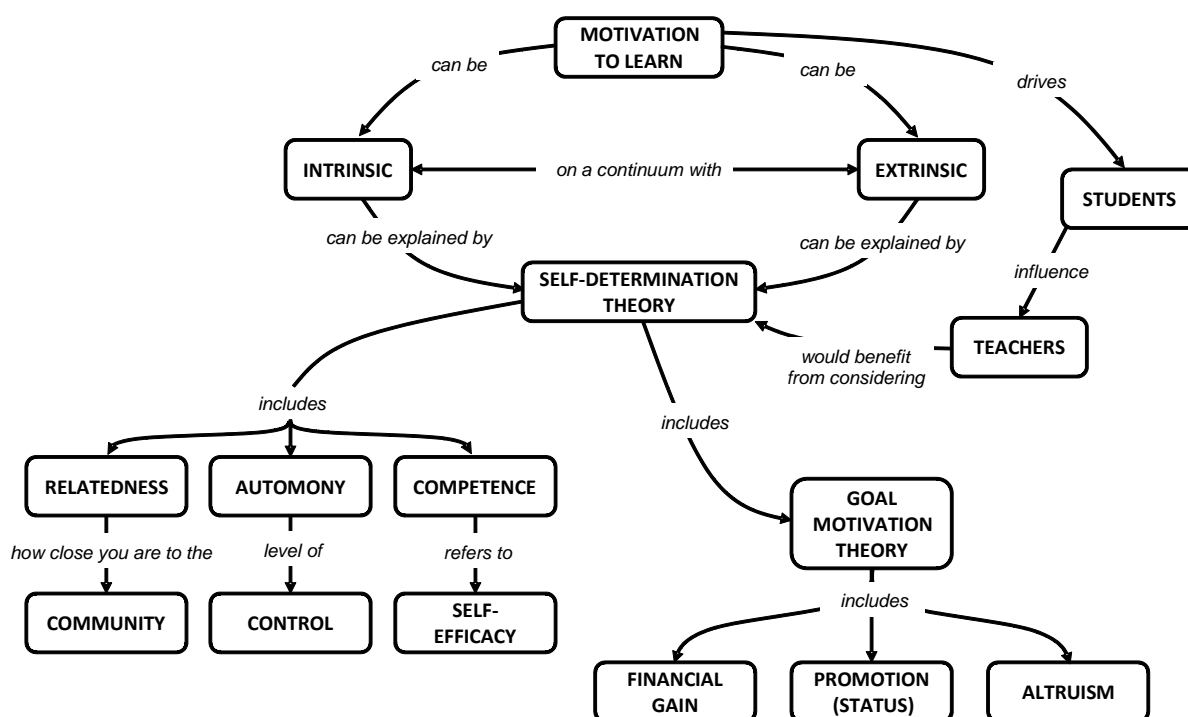 MOTIVATION
TO LEARN
can be
can be
drives
INTRINSIC
on a continuum with
EXTRINSIC
STUDENTS
can be explained by
can be explained by
influence
SELF-DETERMINATION
THEORY
TEACHERS
would benefit
from considering
includes
includes
RELATEDNESS
AUTOMONY
COMPETENCE
GOAL
MOTIVATION
THEORY
how close you are to the
level of
refers to
COMMUNITY
CONTROL
SELF-
EFFICACY
includes
FINANCIAL
GAIN
PROMOTION
(STATUS)
ALTRUISM